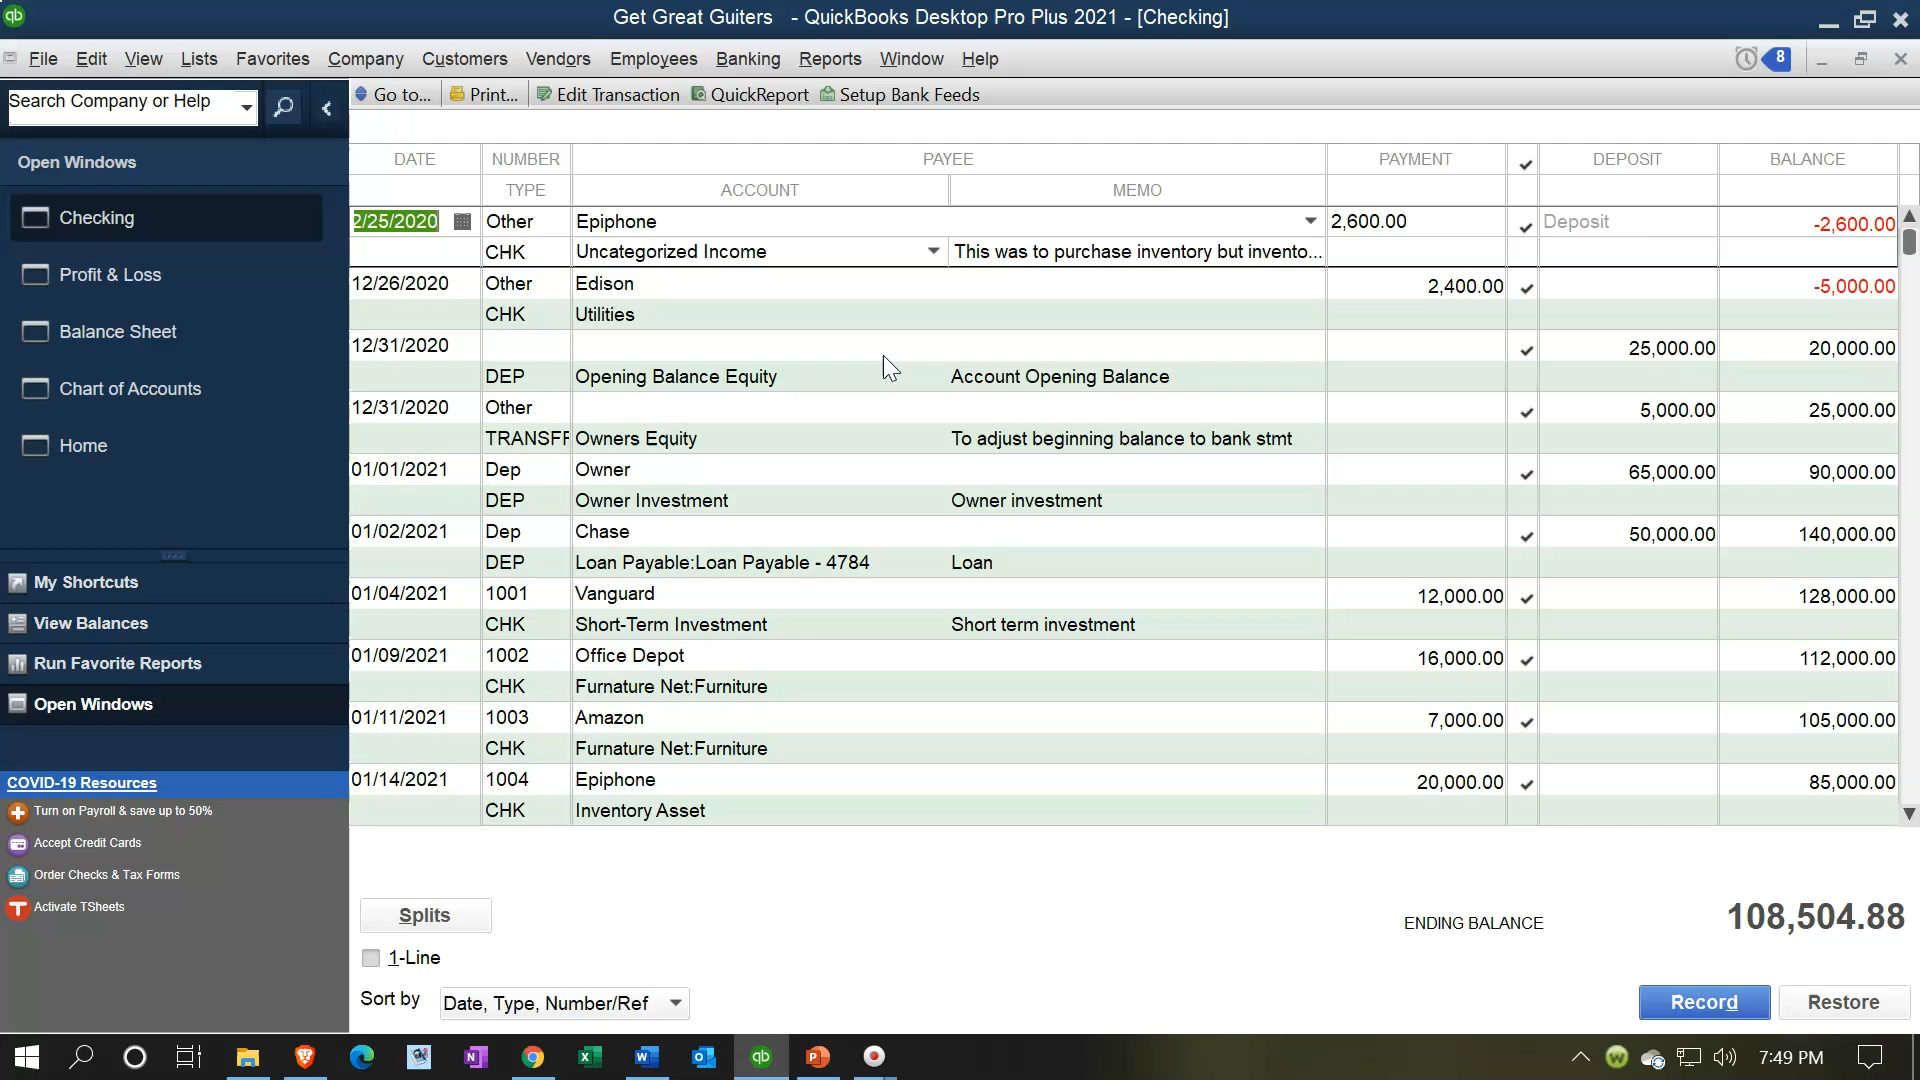 Get Great Guiters - QuickBooks Desktop Pro Plus 2021 - [Checking]
File Edit View Lists Favorites Company Customers Vendors Employees Banking Reports Window Help 8
Search Company or Help
Go to... Print... Edit Transaction QuickReport Setup Bank Feeds
Open Windows
Checking
Profit & Loss
Balance Sheet
Chart of Accounts
Home
My Shortcuts
View Balances
Run Favorite Reports
Open Windows
COVID-19 Resources
Turn on Payroll & save up to 50%
Accept Credit Cards
Order Checks & Tax Forms
Activate TSheets
DATE NUMBER PAYEE PAYMENT ✓ DEPOSIT BALANCE
TYPE ACCOUNT MEMO
2/25/2020 Other Epiphone 2,600.00 ✓ Deposit -2,600.00
CHK Uncategorized Income This was to purchase inventory but invento...
12/26/2020 Other Edison 2,400.00 ✓ -5,000.00
CHK Utilities
12/31/2020 ✓ 25,000.00 20,000.00
DEP Opening Balance Equity Account Opening Balance
12/31/2020 Other ✓ 5,000.00 25,000.00
TRANSFR Owners Equity To adjust beginning balance to bank stmt
01/01/2021 Dep Owner ✓ 65,000.00 90,000.00
DEP Owner Investment Owner investment
01/02/2021 Dep Chase ✓ 50,000.00 140,000.00
DEP Loan Payable:Loan Payable - 4784 Loan
01/04/2021 1001 Vanguard 12,000.00 ✓ 128,000.00
CHK Short-Term Investment Short term investment
01/09/2021 1002 Office Depot 16,000.00 ✓ 112,000.00
CHK Furnature Net:Furniture
01/11/2021 1003 Amazon 7,000.00 ✓ 105,000.00
CHK Furnature Net:Furniture
01/14/2021 1004 Epiphone 20,000.00 ✓ 85,000.00
CHK Inventory Asset
Splits
ENDING BALANCE 108,504.88
1-Line
Sort by Date, Type, Number/Ref
Record Restore
7:49 PM